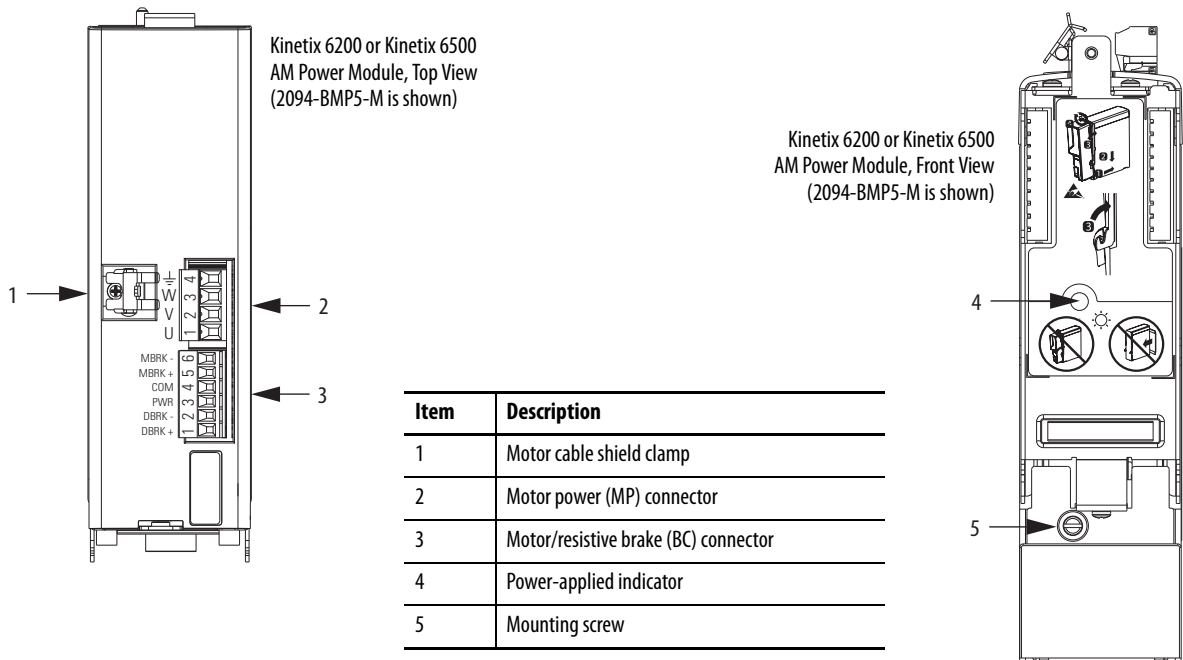 Kinetix 6200 or Kinetix 6500
AM Power Module, Top View
(2094-BMP5-M is shown)
1
W
V
U
4
3
2
1
2
MBRK -
MBRK +
COM
PWR
DBRK -
DBRK +
6
5
4
3
2
1
3
Kinetix 6200 or Kinetix 6500
AM Power Module, Front View
(2094-BMP5-M is shown)
2
3
4
5
Item Description
1 Motor cable shield clamp
2 Motor power (MP) connector
3 Motor/resistive brake (BC) connector
4 Power-applied indicator
5 Mounting screw